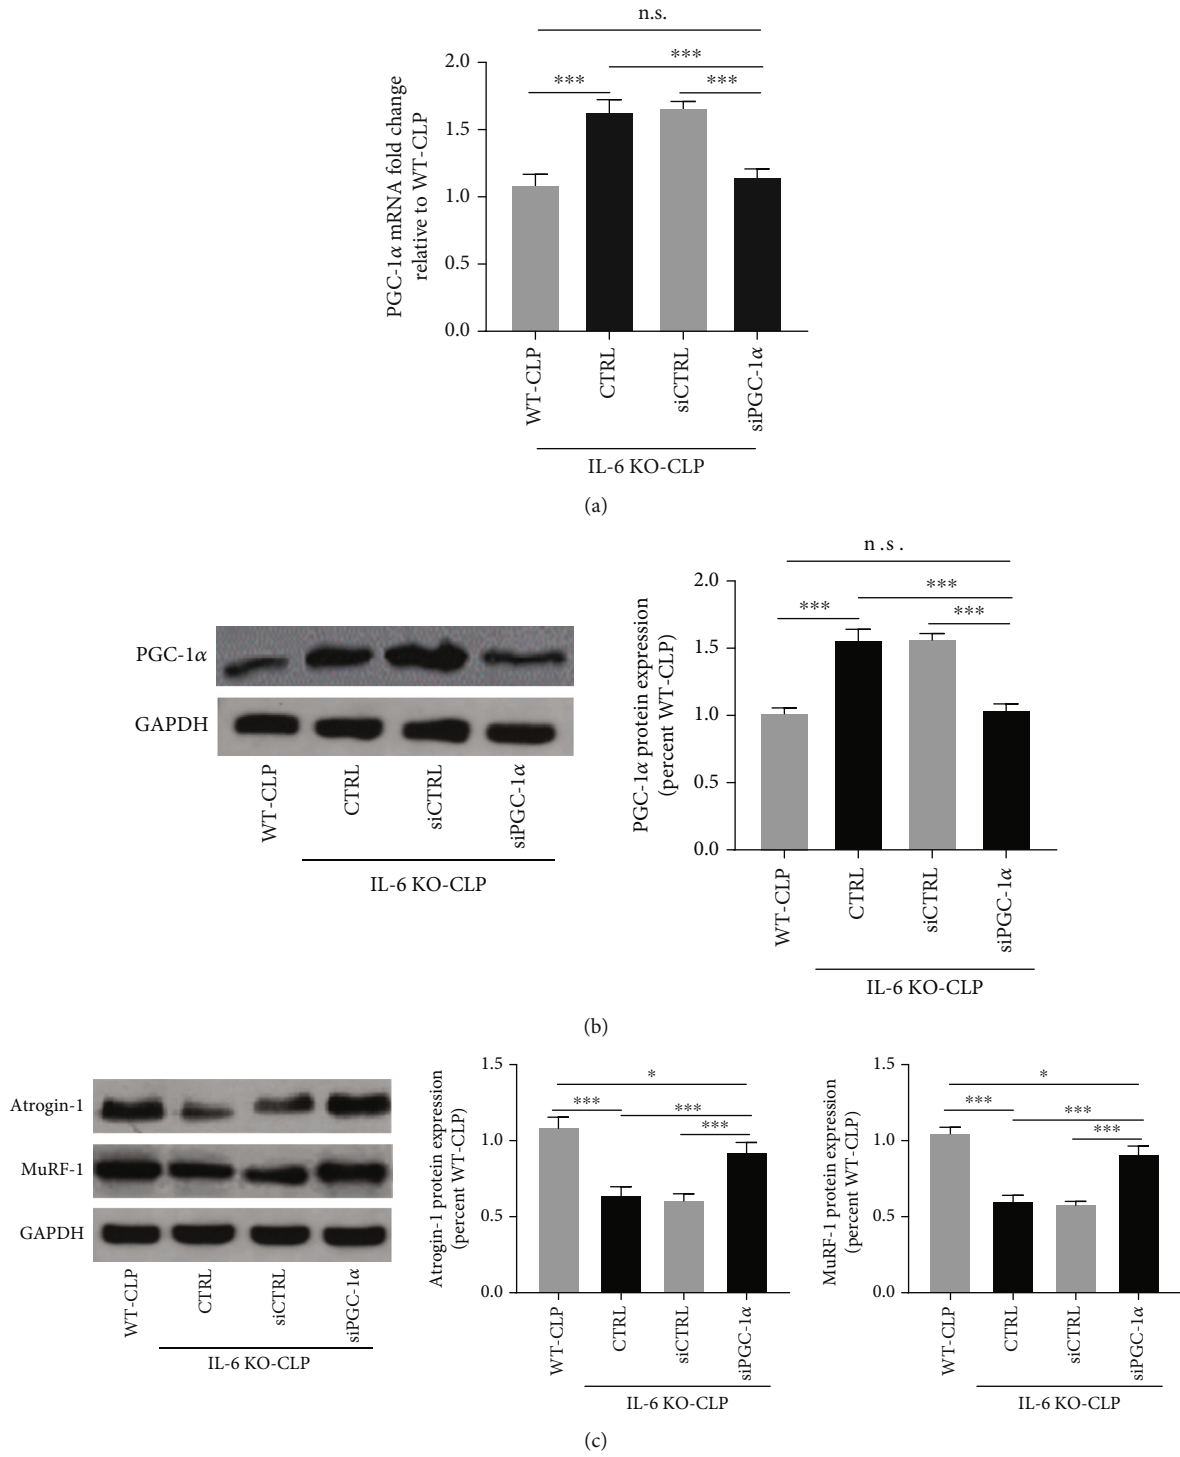 n.s.
***
***
***
PGC-1α mRNA fold change
relative to WT-CLP
2.0
1.5
1.0
0.5
0.0
WT-CLP
CTRL
siCTRL
siPGC-1α
IL-6 KO-CLP
(a)
PGC-1α
GAPDH
WT-CLP
CTRL
siCTRL
siPGC-1α
IL-6 KO-CLP
n.s.
***
***
***
PGC-1α protein expression
(percent WT-CLP)
2.0
1.5
1.0
0.5
0.0
WT-CLP
CTRL
siCTRL
siPGC-1α
IL-6 KO-CLP
(b)
Atrogin-1
MuRF-1
GAPDH
WT-CLP
CTRL
siCTRL
siPGC-1α
IL-6 KO-CLP
Atrogin-1 protein expression
(percent WT-CLP)
1.5
1.0
0.5
0.0
*
***
***
***
WT-CLP
CTRL
siCTRL
siPGC-1α
IL-6 KO-CLP
MuRF-1 protein expression
(percent WT-CLP)
1.5
1.0
0.5
0.0
*
***
***
***
WT-CLP
CTRL
siCTRL
siPGC-1α
IL-6 KO-CLP
(c)